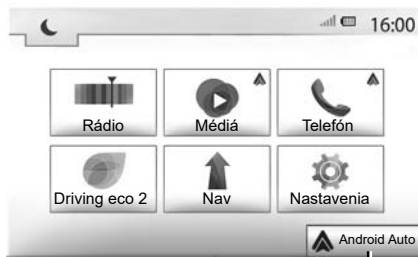 16:00
Rádio
Médiá
Telefón
Driving eco 2
Nav
Nastavenia
Android Auto